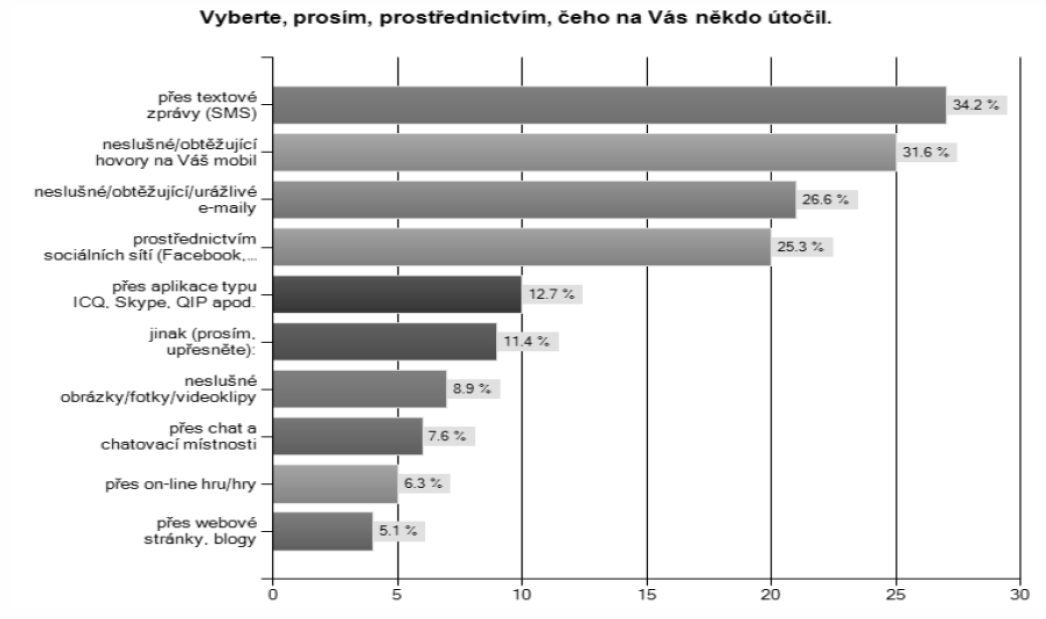 Vyberte, prosím, prostřednictvím, čeho na Vás někdo útočil.
přes textové
zprávy (SMS)
34.2 %
neslušné/obtěžující
hovory na Váš mobil
31.6 %
neslušné/obtěžující/urážlivé
e-maily
26.6 %
prostřednictvím
sociálních sítí (Facebook,...
25.3 %
přes aplikace typu
ICQ, Skype, QIP apod.
12.7 %
jinak (prosím,
upřesněte):
11.4 %
neslušné
obrázky/fotky/videoklipy
8.9 %
přes chat a
chatovací místnosti
7.6 %
přes on-line hru/hry
6.3 %
přes webové
stránky, blogy
5.1 %
0 5 10 15 20 25 30